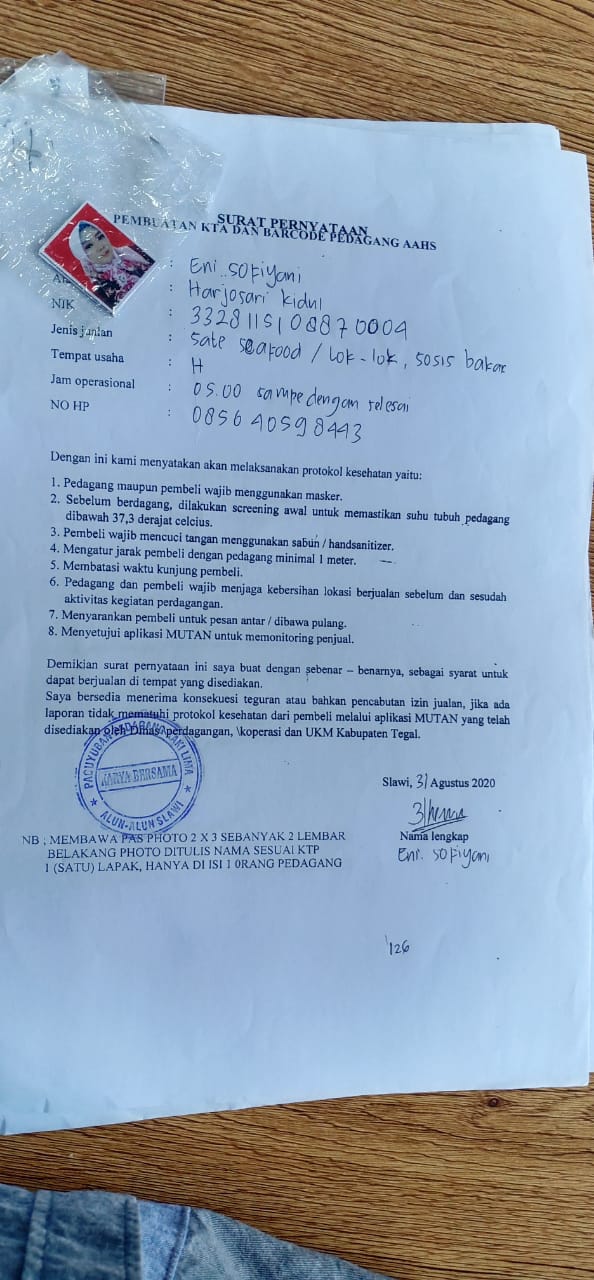 SURAT PERNYATAAN
PEMBUATAN KTA DAN BARCODE PEDAGANG AAHS
: Eni sofiyani
: Harjosari Kidul
NIK : 3328115108870004
Jenis jualan : Sate seafood / lok-lok, sosis bakar
Tempat usaha : H
Jam operasional : 05.00 sampe dengan selesai
NO HP : 085640598443
Dengan ini kami menyatakan akan melaksanakan protokol kesehatan yaitu:
1. Pedagang maupun pembeli wajib menggunakan masker.
2. Sebelum berdagang, dilakukan screening awal untuk memastikan suhu tubuh pedagang
dibawah 37,3 derajat celcius.
3. Pembeli wajib mencuci tangan menggunakan sabun / handsanitizer.
4. Mengatur jarak pembeli dengan pedagang minimal 1 meter.
5. Membatasi waktu kunjung pembeli.
6. Pedagang dan pembeli wajib menjaga kebersihan lokasi berjualan sebelum dan sesudah
aktivitas kegiatan perdagangan.
7. Menyarankan pembeli untuk pesan antar / dibawa pulang.
8. Menyetujui aplikasi MUTAN untuk memonitoring penjual.
Demikian surat pernyataan ini saya buat dengan sebenar – benarnya, sebagai syarat untuk
dapat berjualan di tempat yang disediakan.
Saya bersedia menerima konsekuesi teguran atau bahkan pencabutan izin jualan, jika ada
laporan tidak mematuhi protokol kesehatan dari pembeli melalui aplikasi MUTAN yang telah
disediakan oleh Dinas perdagangan, \koperasi dan UKM Kabupaten Tegal.
PAGUYUBAN PEDAGANG KAKI LIMA
KARYA BERSAMA
ALUN-ALUN SLAWI
Slawi, 31 Agustus 2020
Nama lengkap
Eni. sofiyani
NB ; MEMBAWA PAS PHOTO 2 X 3 SEBANYAK 2 LEMBAR
BELAKANG PHOTO DITULIS NAMA SESUAI KTP
1 (SATU) LAPAK, HANYA DI ISI 1 0RANG PEDAGANG
126